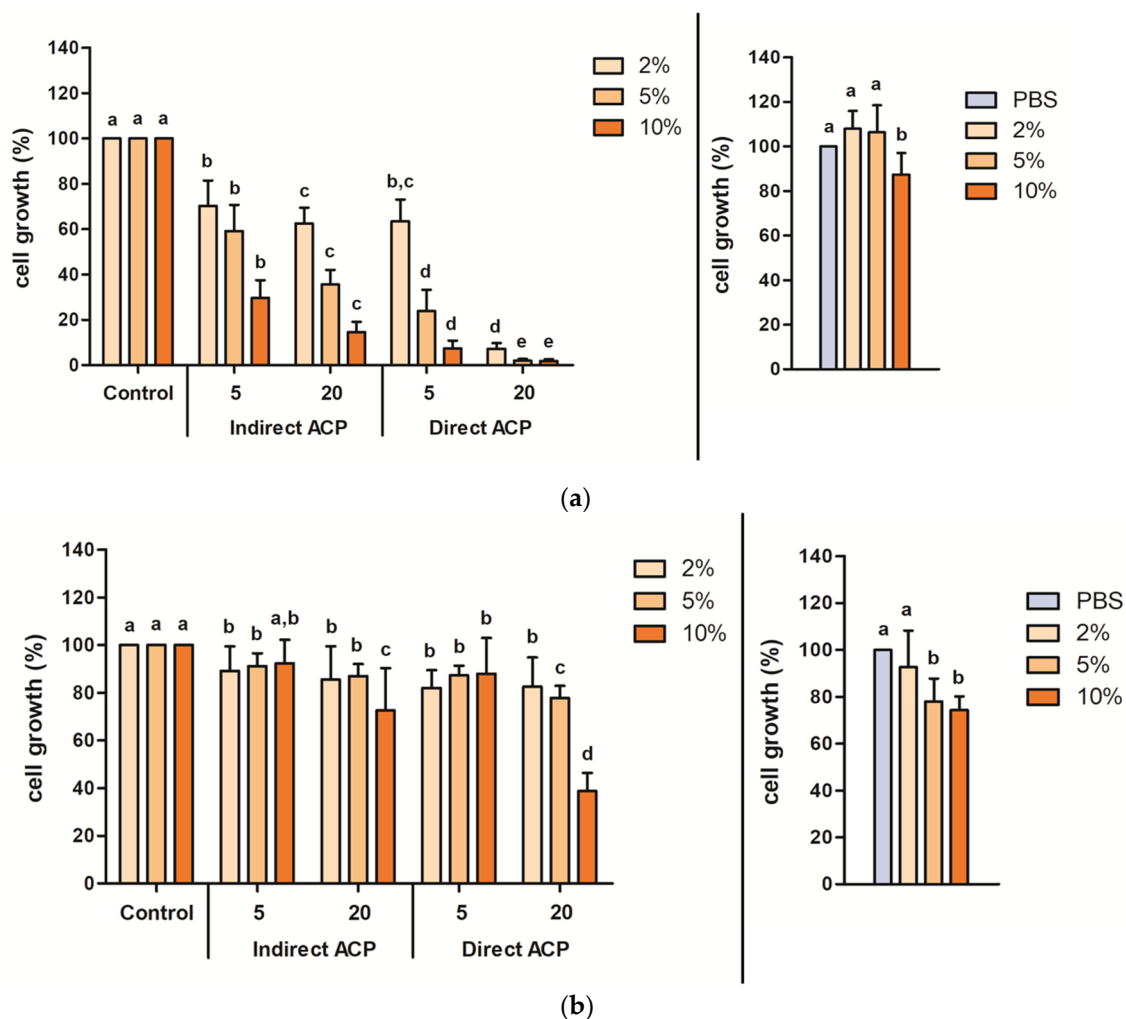 140
120
100
80
60
40
20
0
cell growth (%)
a a a
b b b
c c c
b,c d d
d e e
Control 5 20 5 20
Indirect ACP Direct ACP
2%
5%
10%
140
120
100
80
60
40
20
0
cell growth (%)
a a a b
PBS
2%
5%
10%
(a)
140
120
100
80
60
40
20
0
cell growth (%)
a a a
b b a,b
b b c
b b b
b c d
Control 5 20 5 20
Indirect ACP Direct ACP
2%
5%
10%
140
120
100
80
60
40
20
0
cell growth (%)
a a b b
PBS
2%
5%
10%
(b)